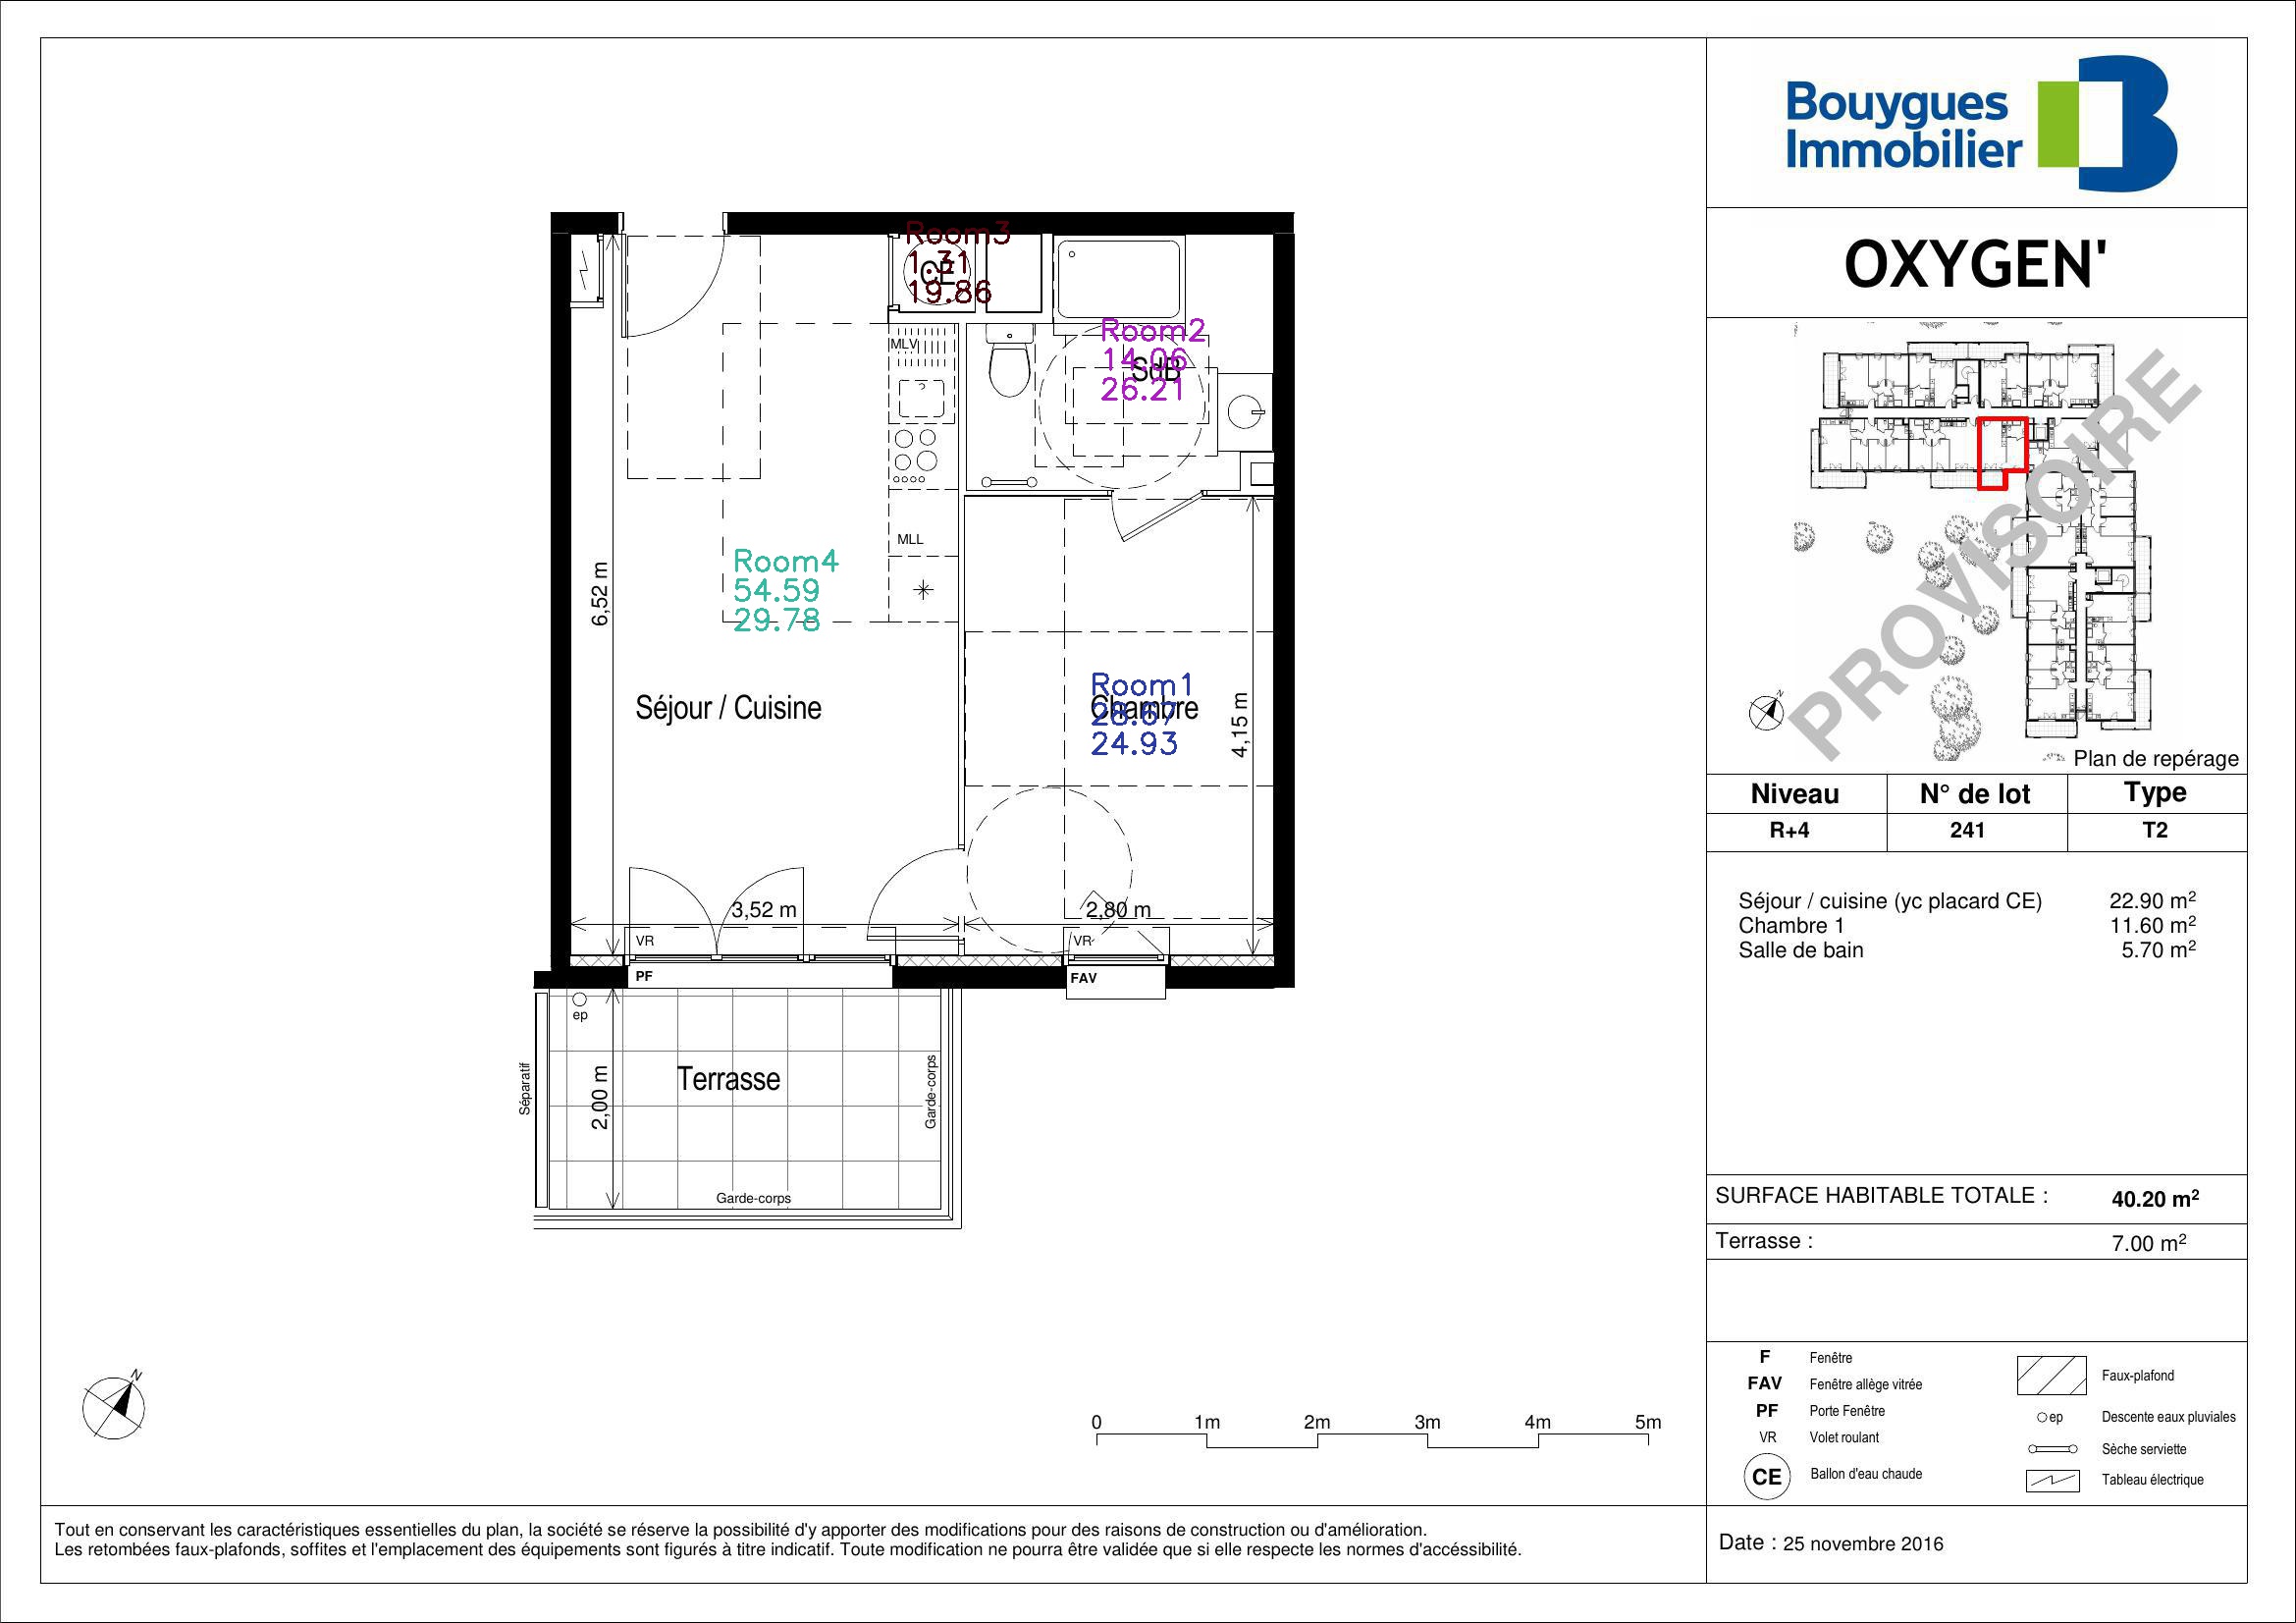 Bouygues
Immobilier
OXYGEN'
PROVISOIRE
N
Plan de repérage
Niveau
N° de lot
Type
R+4
241
T2
Séjour / cuisine (yc placard CE) 22.90 m²
Chambre 1 11.60 m²
Salle de bain 5.70 m²
SURFACE HABITABLE TOTALE : 40.20 m²
Terrasse : 7.00 m²
F Fenêtre
FAV Fenêtre allège vitrée
PF Porte Fenêtre
VR Volet roulant
CE Ballon d'eau chaude
Faux-plafond
ep Descente eaux pluviales
Sèche serviette
Tableau électrique
Date : 25 novembre 2016
Room3
1.31
19.86
CE
MLV
Room2
14.06
26.21
SdB
MLL
Room4
54.59
29.78
6,52 m
Séjour / Cuisine
Room1
28.67
24.93
Chambre
4,15 m
3,52 m
2,80 m
VR
VR
PF
FAV
ep
Séparatif
2,00 m
Terrasse
Garde-corps
Garde-corps
N
0 1m 2m 3m 4m 5m
Tout en conservant les caractéristiques essentielles du plan, la société se réserve la possibilité d'y apporter des modifications pour des raisons de construction ou d'amélioration.
Les retombées faux-plafonds, soffites et l'emplacement des équipements sont figurés à titre indicatif. Toute modification ne pourra être validée que si elle respecte les normes d'accéssibilité.